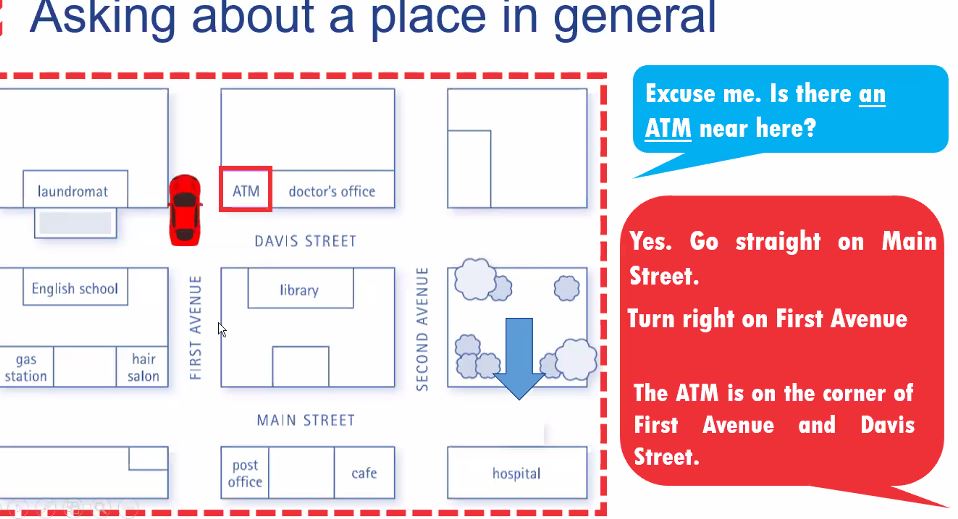 Asking about a place in general
Excuse me. Is there an
ATM near here?
laundromat
ATM
doctor's office
DAVIS STREET
Yes. Go straight on Main
Street.
Turn right on First Avenue
The ATM is on the corner of
First Avenue and Davis
Street.
English school
FIRST AVENUE
library
SECOND AVENUE
gas
station
hair
salon
MAIN STREET
post
office
cafe
hospital